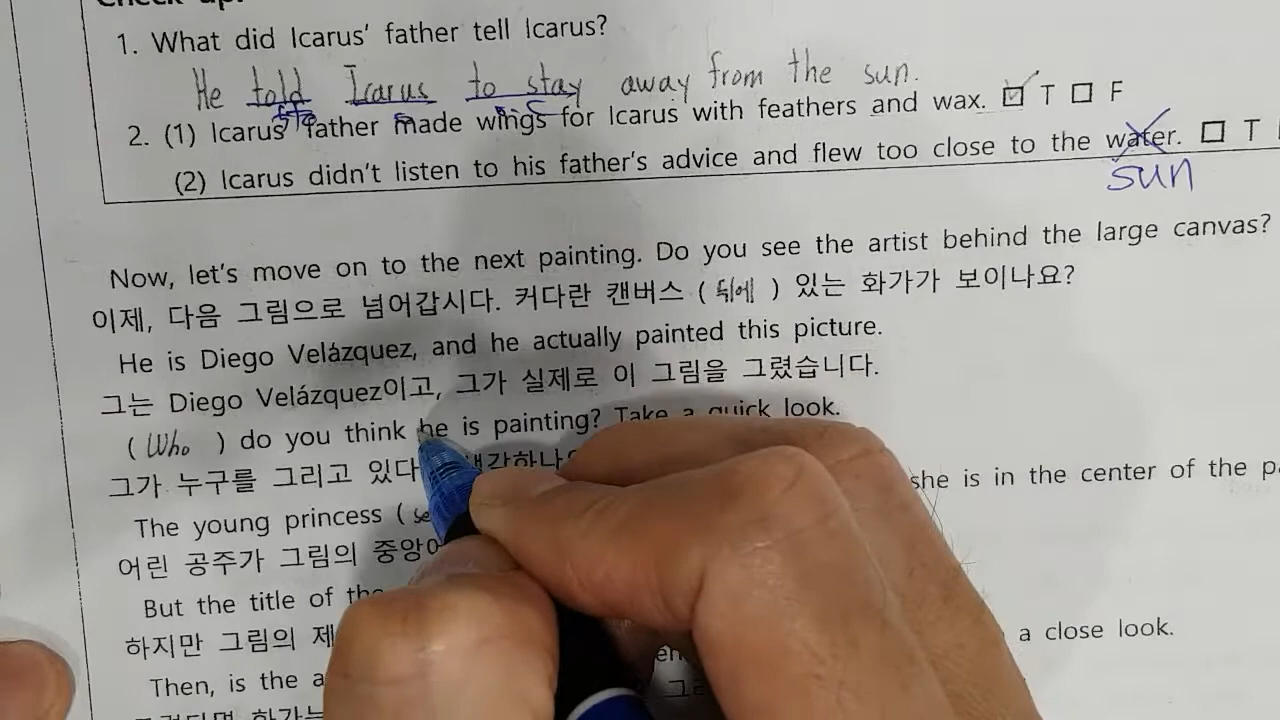 Check up!
1. What did Icarus' father tell Icarus?
He told Icarus to stay away from the sun.
2. (1) Icarus' father made wings for Icarus with feathers and wax. ☑ T □ F
(2) Icarus didn't listen to his father's advice and flew too close to the water. □ T
sun
Now, let's move on to the next painting. Do you see the artist behind the large canvas?
이제, 다음 그림으로 넘어갑시다. 커다란 캔버스 ( 뒤에 ) 있는 화가가 보이나요?
He is Diego Velázquez, and he actually painted this picture.
그는 Diego Velázquez이고, 그가 실제로 이 그림을 그렸습니다.
( Who ) do you think he is painting? Take a quick look.
그가 누구를 그리고 있다 생각하나
The young princess ( she is in the center of the
어린 공주가 그림의 중앙에
But the title of the a close look.
하지만 그림의 제
Then, is the